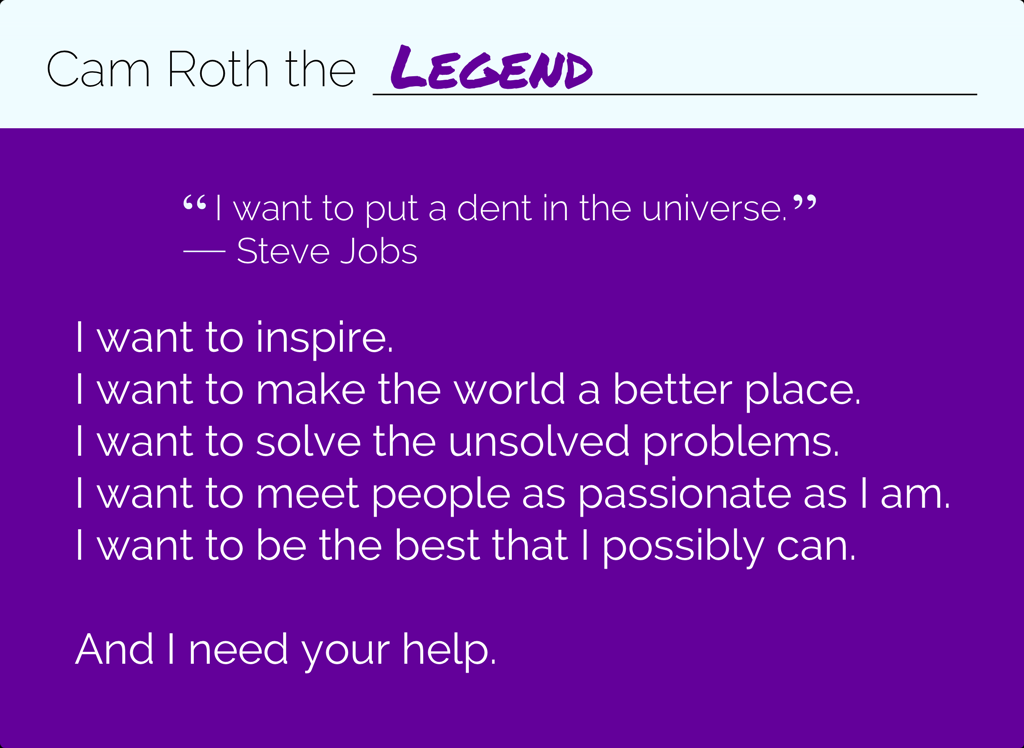 Cam Roth the LEGEND
“I want to put a dent in the universe.”
— Steve Jobs
I want to inspire.
I want to make the world a better place.
I want to solve the unsolved problems.
I want to meet people as passionate as I am.
I want to be the best that I possibly can.
And I need your help.